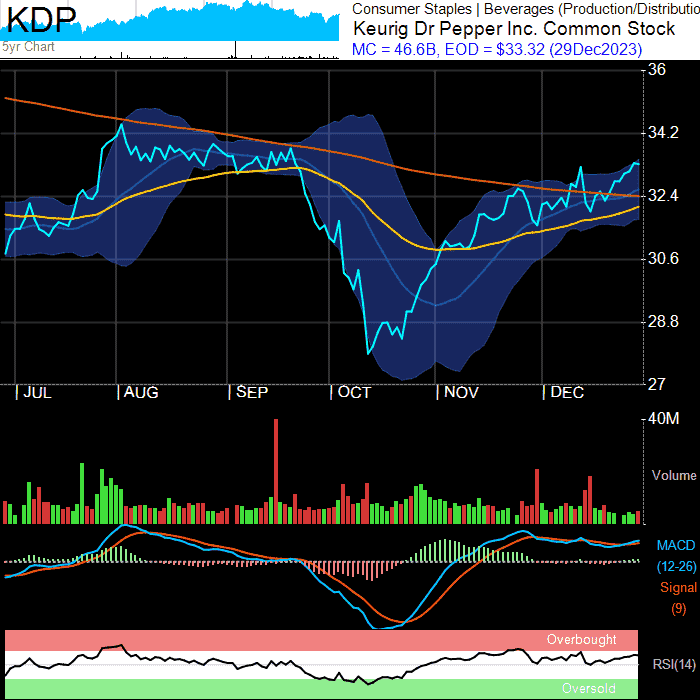 KDP
5yr Chart
Consumer Staples | Beverages (Production/Distributio
Keurig Dr Pepper Inc. Common Stock
MC = 46.6B, EOD = $33.32 (29Dec2023)
36
34.2
32.4
30.6
28.8
27
| JUL | AUG | SEP | OCT | NOV | DEC
40M
Volume
MACD
(12-26)
Signal
(9)
Overbought
RSI(14)
Oversold